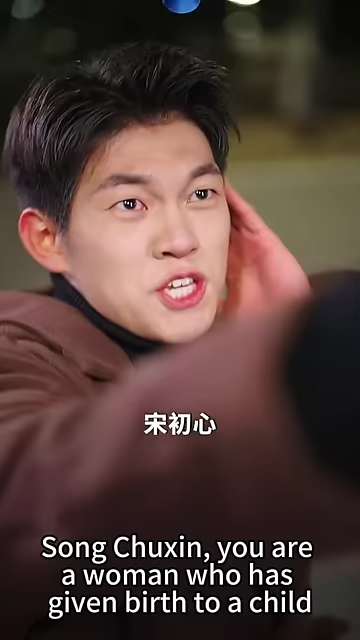 宋初心
Song Chuxin, you are
a woman who has
given birth to a child